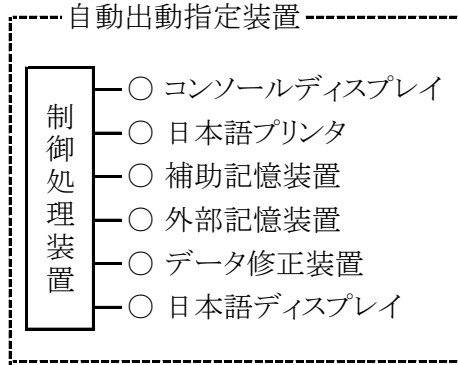 自動出動指定装置
制御処理装置
○ コンソールディスプレイ
○ 日本語プリンタ
○ 補助記憶装置
○ 外部記憶装置
○ データ修正装置
○ 日本語ディスプレイ